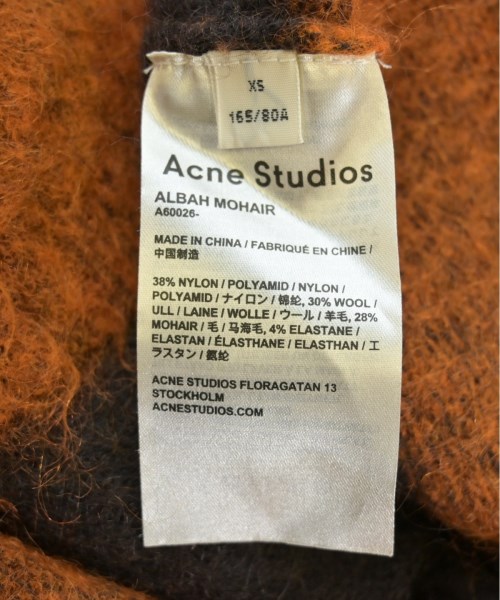 XS
165/80A
Acne Studios
ALBAH MOHAIR
A60026-
MADE IN CHINA / FABRIQUÉ EN CHINE /
中国制造
38% NYLON / POLYAMID / NYLON /
POLYAMID / ナイロン / 锦纶, 30% WOOL /
ULL / LAINE / WOLLE / ウール / 羊毛, 28%
MOHAIR / 毛 / 马海毛, 4% ELASTANE /
ELASTAN / ÉLASTHANE / ELASTHAN / エ
ラスタン / 氨纶
ACNE STUDIOS FLORAGATAN 13
STOCKHOLM
ACNESTUDIOS.COM